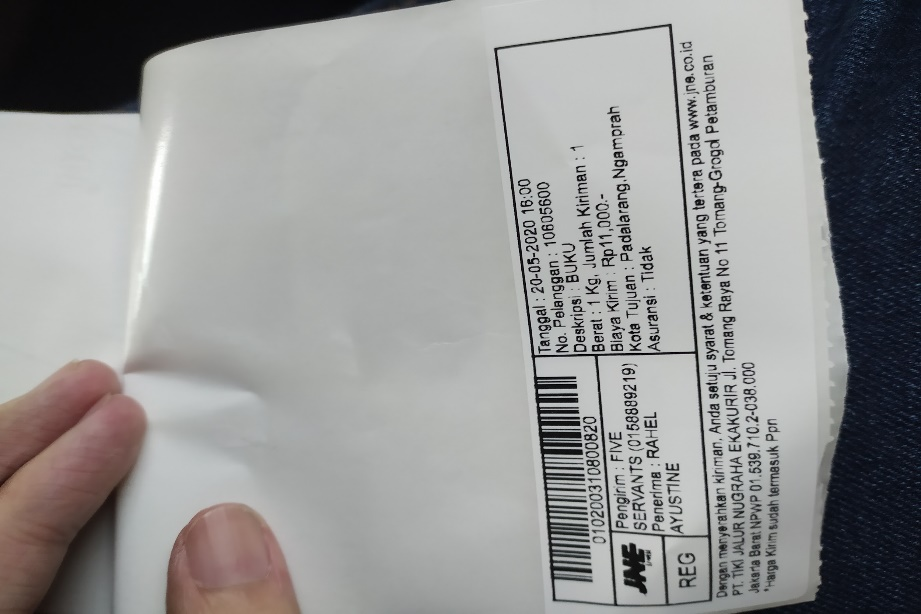 010200310800820
Tanggal : 20-05-2020 16:00
No. Pelanggan : 10605600
Deskripsi : BUKU
Berat : 1 Kg, Jumlah Kiriman : 1
Biaya Kirim : Rp11,000.-
Kota Tujuan : Padalarang,Ngamprah
Asuransi : Tidak
JNE
REG
Pengirim : FIVE
SERVANTS (0158889219)
Penerima : RAHEL
AYUSTINE
Dengan menyerahkan kiriman, Anda setuju syarat & ketentuan yang tertera pada www.jne.co.id
PT. TIKI JALUR NUGRAHA EKAKURIR Jl. Tomang Raya No 11 Tomang-Grogol Petamburan
Jakarta Barat NPWP 01.539.710.2-038.000
*Harga Kirim sudah termasuk Ppn